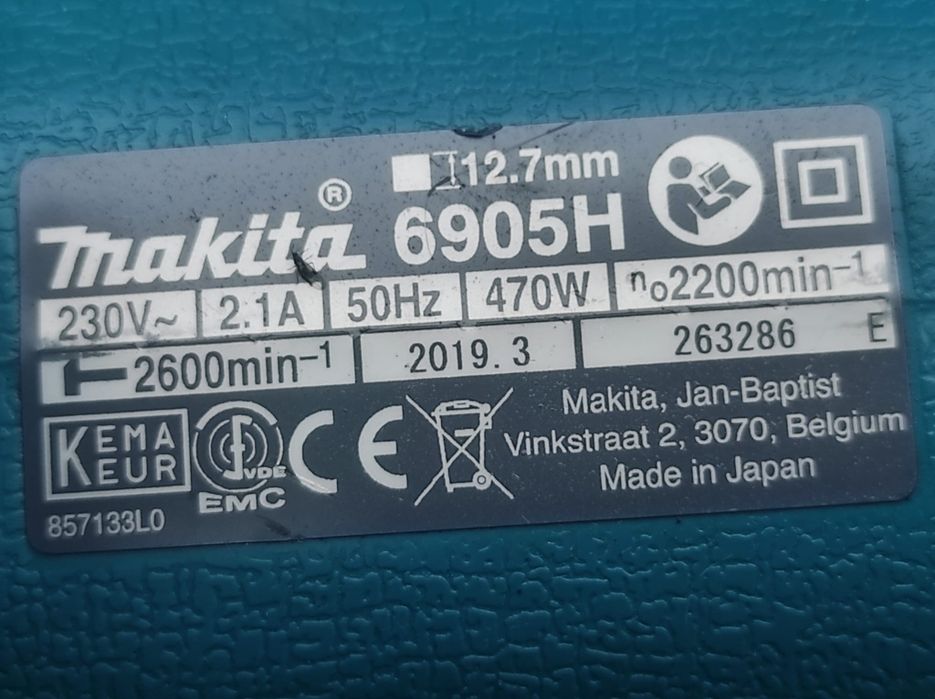 12.7mm
makita® 6905H
230V~ 2.1A 50Hz 470W n₀2200min⁻¹
2600min⁻¹ 2019. 3 263286 E
KEMA
KEUR
VDE
EMC
CE
Makita, Jan-Baptist
Vinkstraat 2, 3070, Belgium
Made in Japan
857133L0